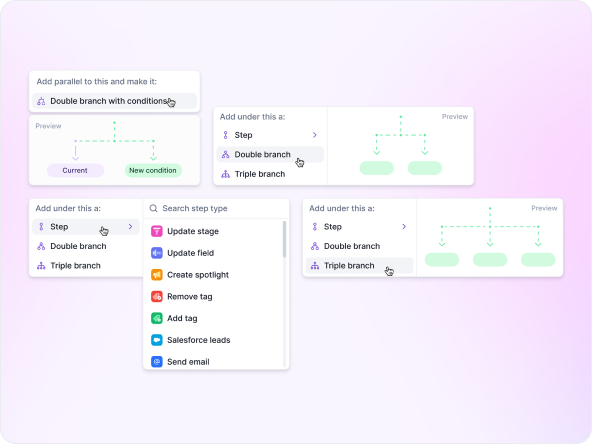 Add parallel to this and make it:
Double branch with conditions
Preview
Current
New condition
Add under this a:
Step
Double branch
Triple branch
Preview
Add under this a:
Step
Double branch
Triple branch
Search step type
Update stage
Update field
Create spotlight
Remove tag
Add tag
Salesforce leads
Send email
Add under this a:
Step
Double branch
Triple branch
Preview